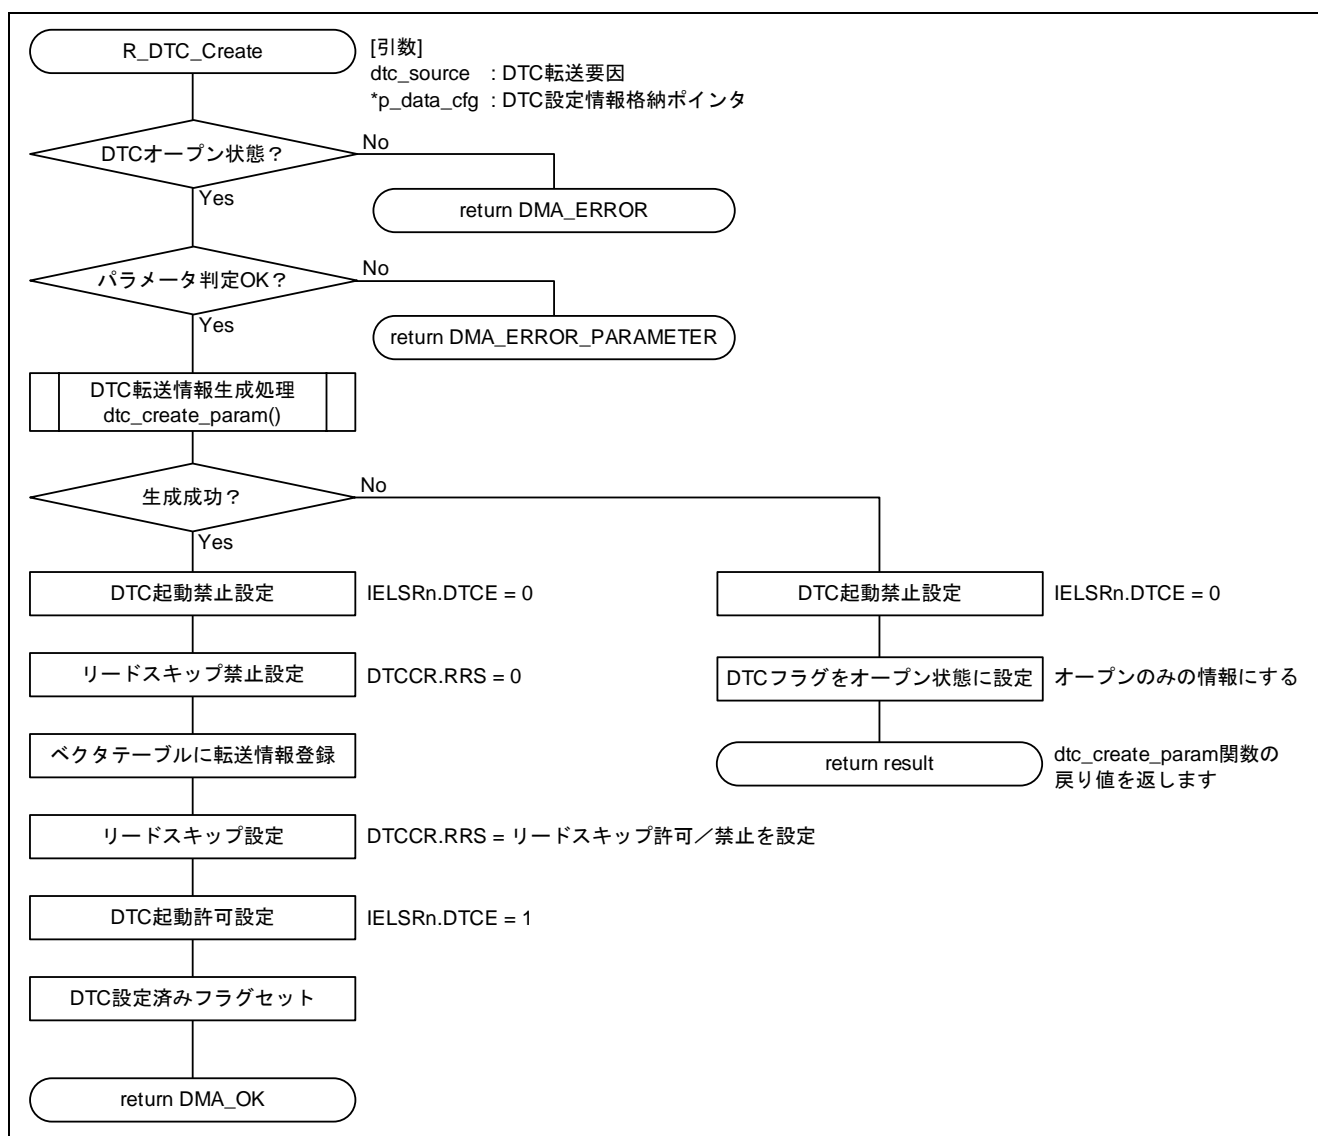 R_DTC_Create
[引数]
dtc_source : DTC転送要因
*p_data_cfg : DTC設定情報格納ポインタ
DTCオープン状態？
No
Yes
return DMA_ERROR
パラメータ判定OK？
No
Yes
return DMA_ERROR_PARAMETER
DTC転送情報生成処理
dtc_create_param()
生成成功？
No
Yes
DTC起動禁止設定
IELSRn.DTCE = 0
DTC起動禁止設定
IELSRn.DTCE = 0
リードスキップ禁止設定
DTCCR.RRS = 0
DTCフラグをオープン状態に設定
オープンのみの情報にする
ベクタテーブルに転送情報登録
return result
dtc_create_param関数の
戻り値を返します
リードスキップ設定
DTCCR.RRS = リードスキップ許可／禁止を設定
DTC起動許可設定
IELSRn.DTCE = 1
DTC設定済みフラグセット
return DMA_OK